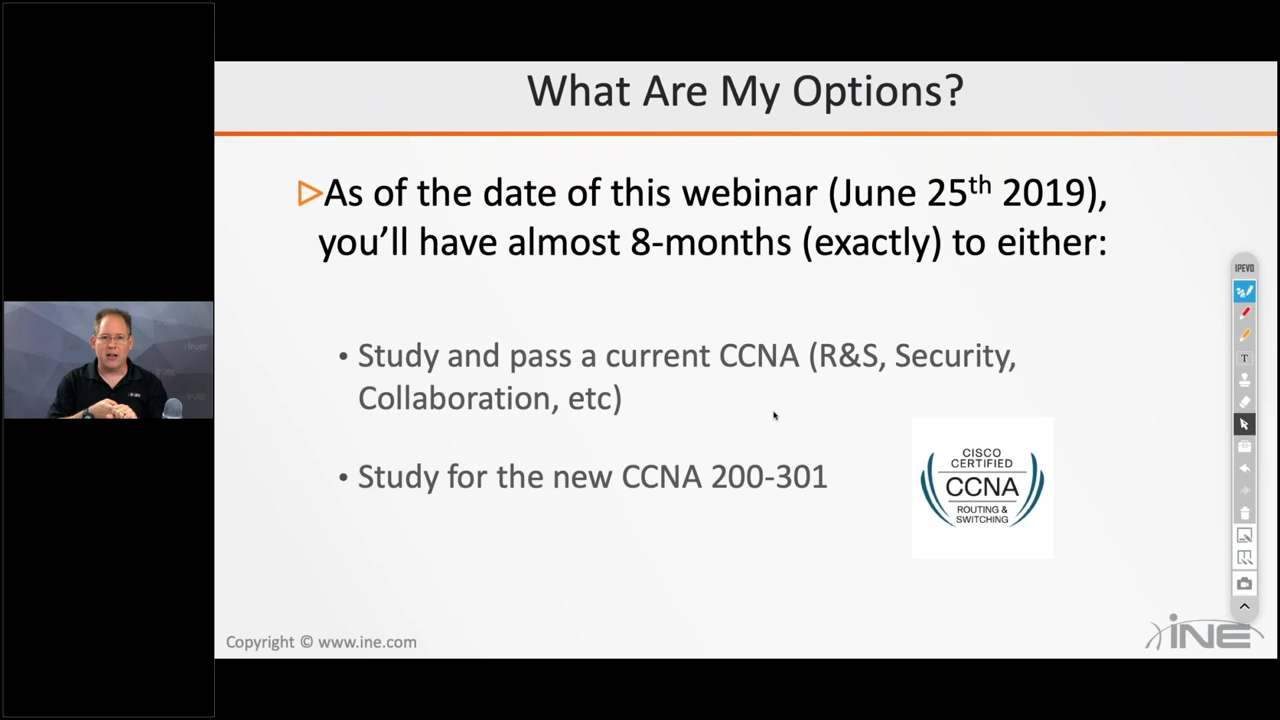 What Are My Options?
As of the date of this webinar (June 25th 2019),
you’ll have almost 8-months (exactly) to either:
• Study and pass a current CCNA (R&S, Security,
Collaboration, etc)
• Study for the new CCNA 200-301
CISCO
CERTIFIED
CCNA
ROUTING &
SWITCHING
IPEVO
T
Copyright © www.ine.com
iNE